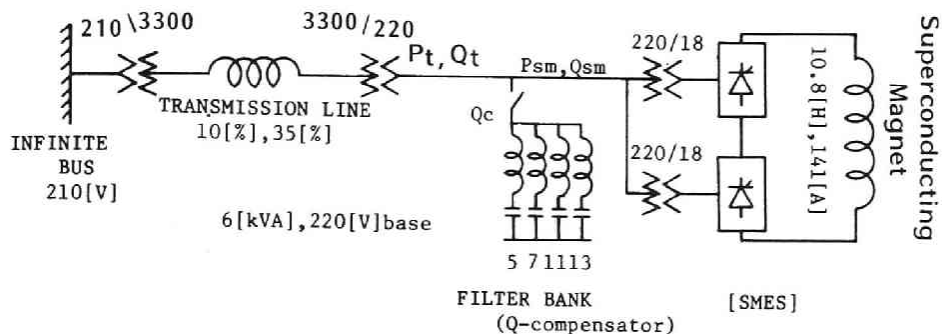 210\3300
3300/220
Pt, Qt
Psm,Qsm
220/18
TRANSMISSION LINE
10[%],35[%]
INFINITE
BUS
210[V]
Qc
220/18
10.8[H],141[A]
Superconducting
Magnet
6[kVA],220[V]base
5 7 11 13
FILTER BANK
(Q-compensator)
[SMES]